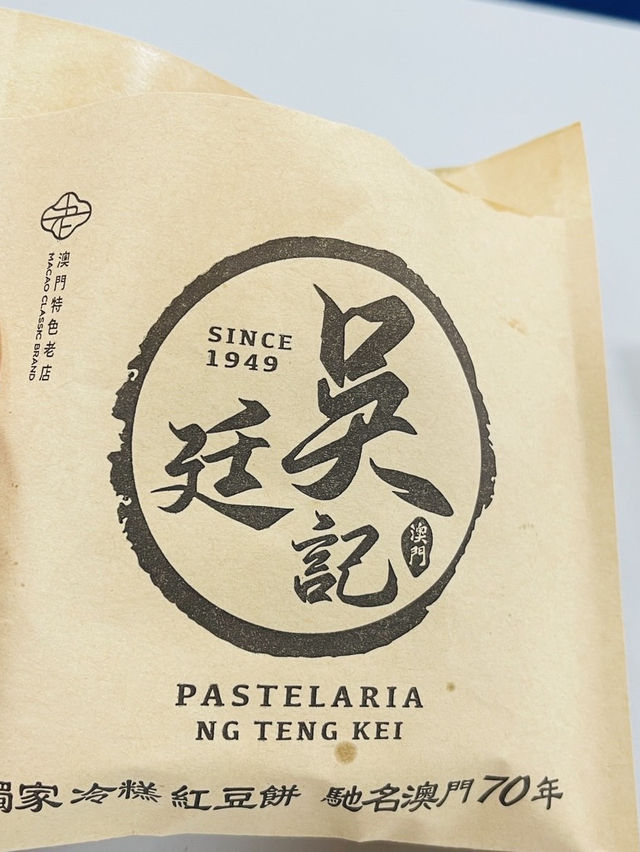 澳門特色老店
MACAO CLASSIC BRAND
SINCE
1949
吳
廷
記
澳門
PASTELARIA
NG TENG KEI
獨家 冷糕 紅豆餅 馳名澳門70年